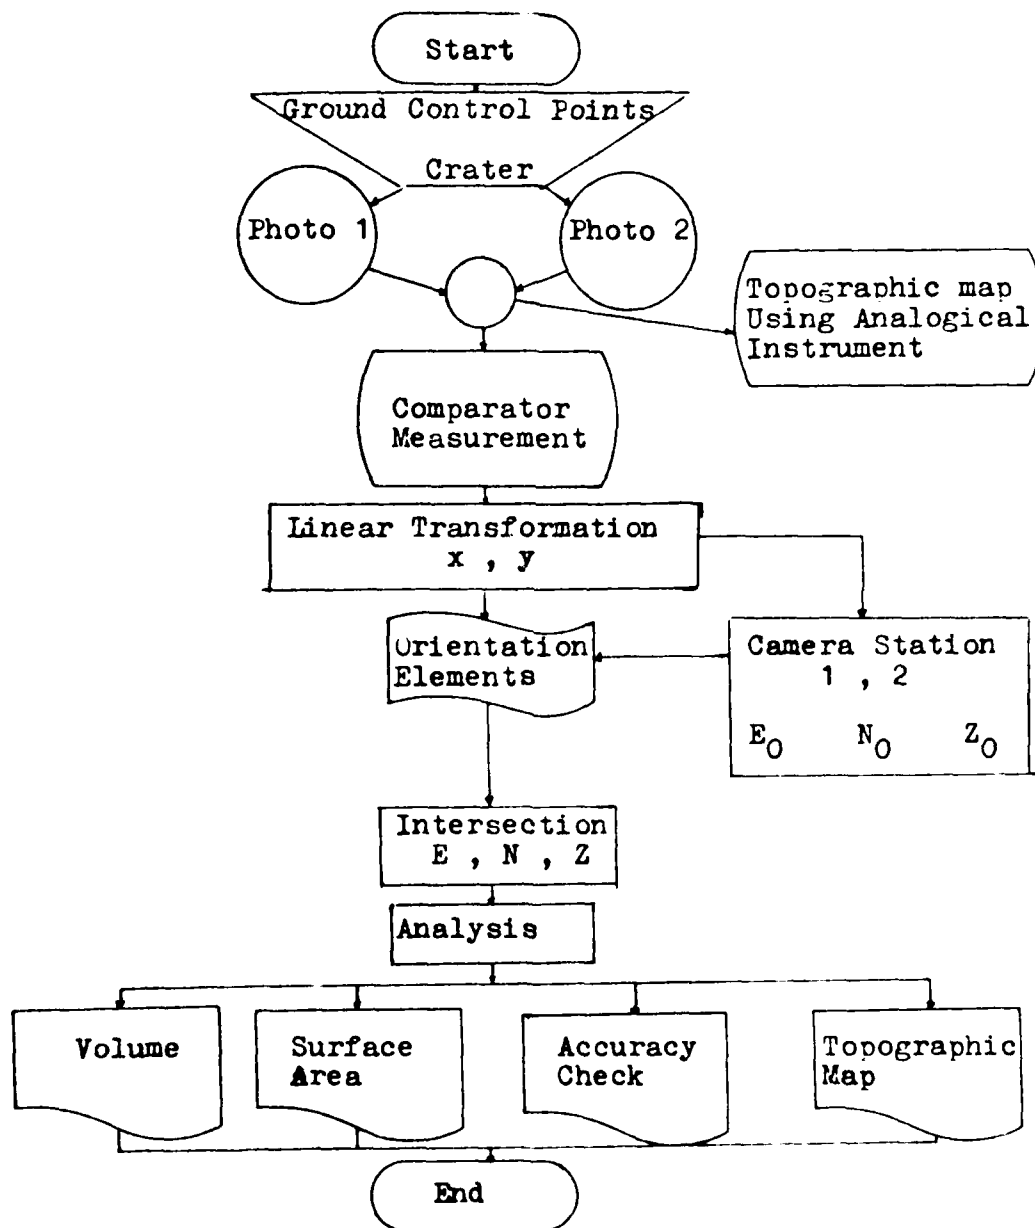 Start
Ground Control Points
Crater
Photo 1
Photo 2
Topographic map
Using Analogical
Instrument
Comparator
Measurement
Linear Transformation
x , y
Orientation
Elements
Camera Station
1 , 2
E₀ N₀ Z₀
Intersection
E , N , Z
Analysis
Volume
Surface
Area
Accuracy
Check
Topographic
Map
End